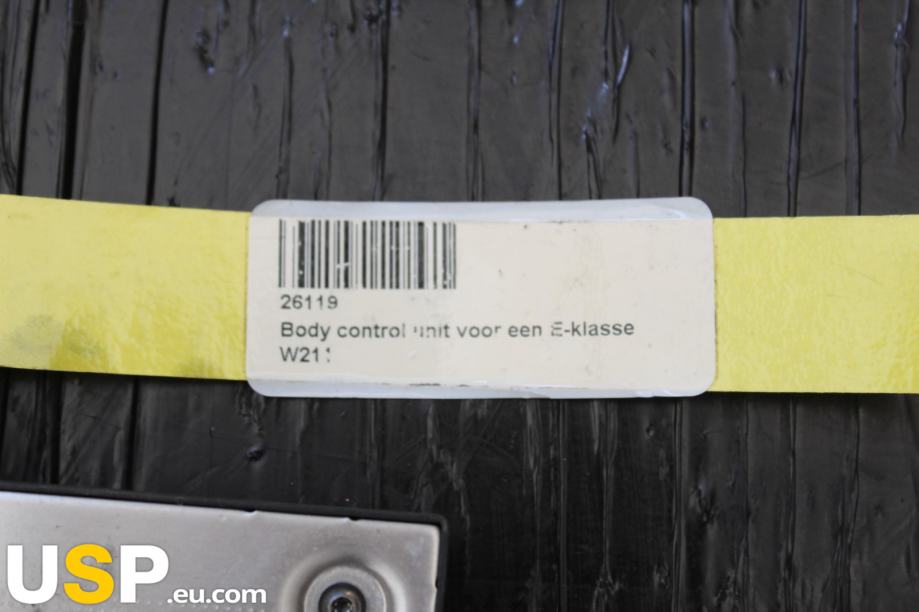 26119
Body control unit voor een E-klasse
W211
USP.eu.com